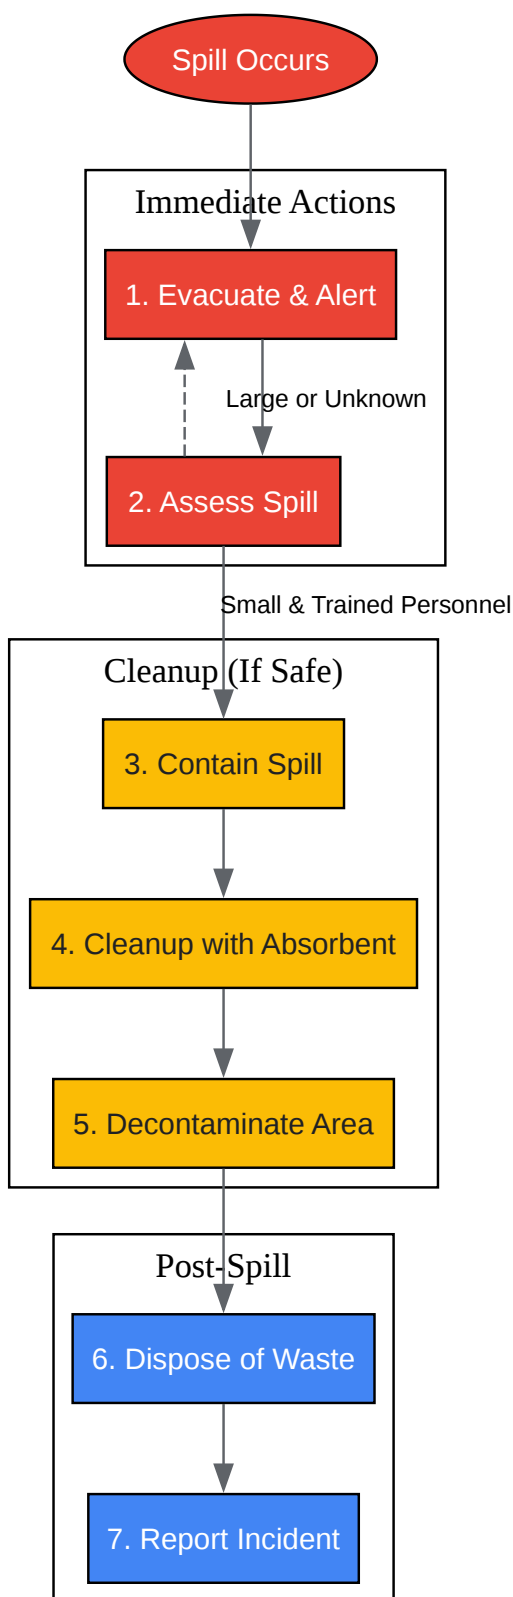 Spill Occurs
Immediate Actions
1. Evacuate & Alert
Large or Unknown
2. Assess Spill
Small & Trained Personnel
Cleanup (If Safe)
3. Contain Spill
4. Cleanup with Absorbent
5. Decontaminate Area
Post-Spill
6. Dispose of Waste
7. Report Incident